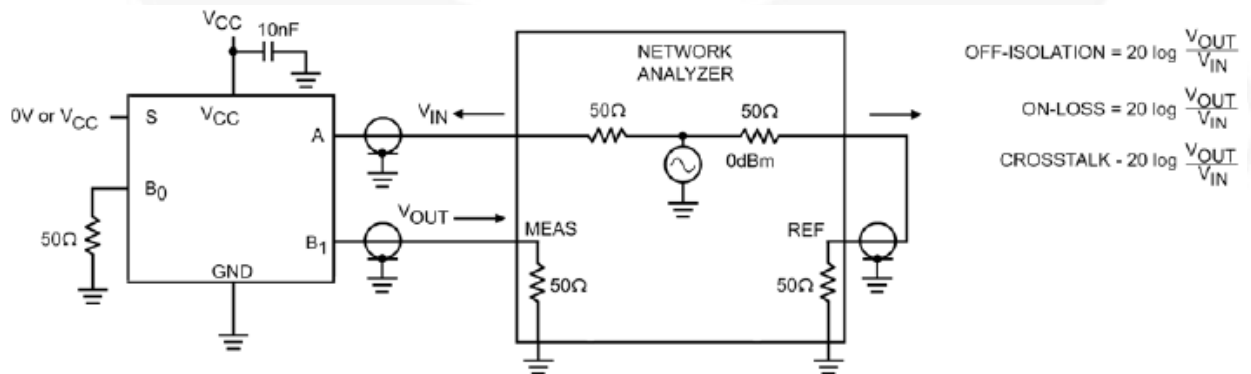 VCC
10nF
0V or VCC
S
VCC
A
B0
50Ω
B1
GND
VIN
VOUT
NETWORK
ANALYZER
50Ω
50Ω
0dBm
MEAS
REF
50Ω
50Ω
OFF-ISOLATION = 20 log VOUT/VIN
ON-LOSS = 20 log VOUT/VIN
CROSSTALK - 20 log VOUT/VIN